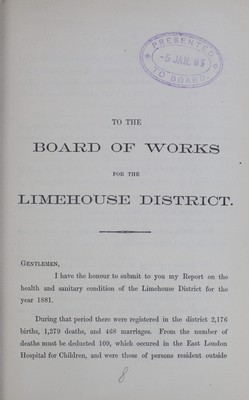 PRESENTED
-5 JAN. 83
TO BOARD.
TO THE
BOARD OF WORKS
FOR THE
LIMEHOUSE DISTRICT.
GENTLEMEN,
I have the honour to submit to you my Report on the
health and sanitary condition of the Limehouse District for the
year 1881.
During that period there were registered in the district 2,176
births, 1,279 deaths, and 468 marriages. From the number of
deaths must be deducted 109, which occured in the East London
Hospital for Children, and were those of persons resident outside
8